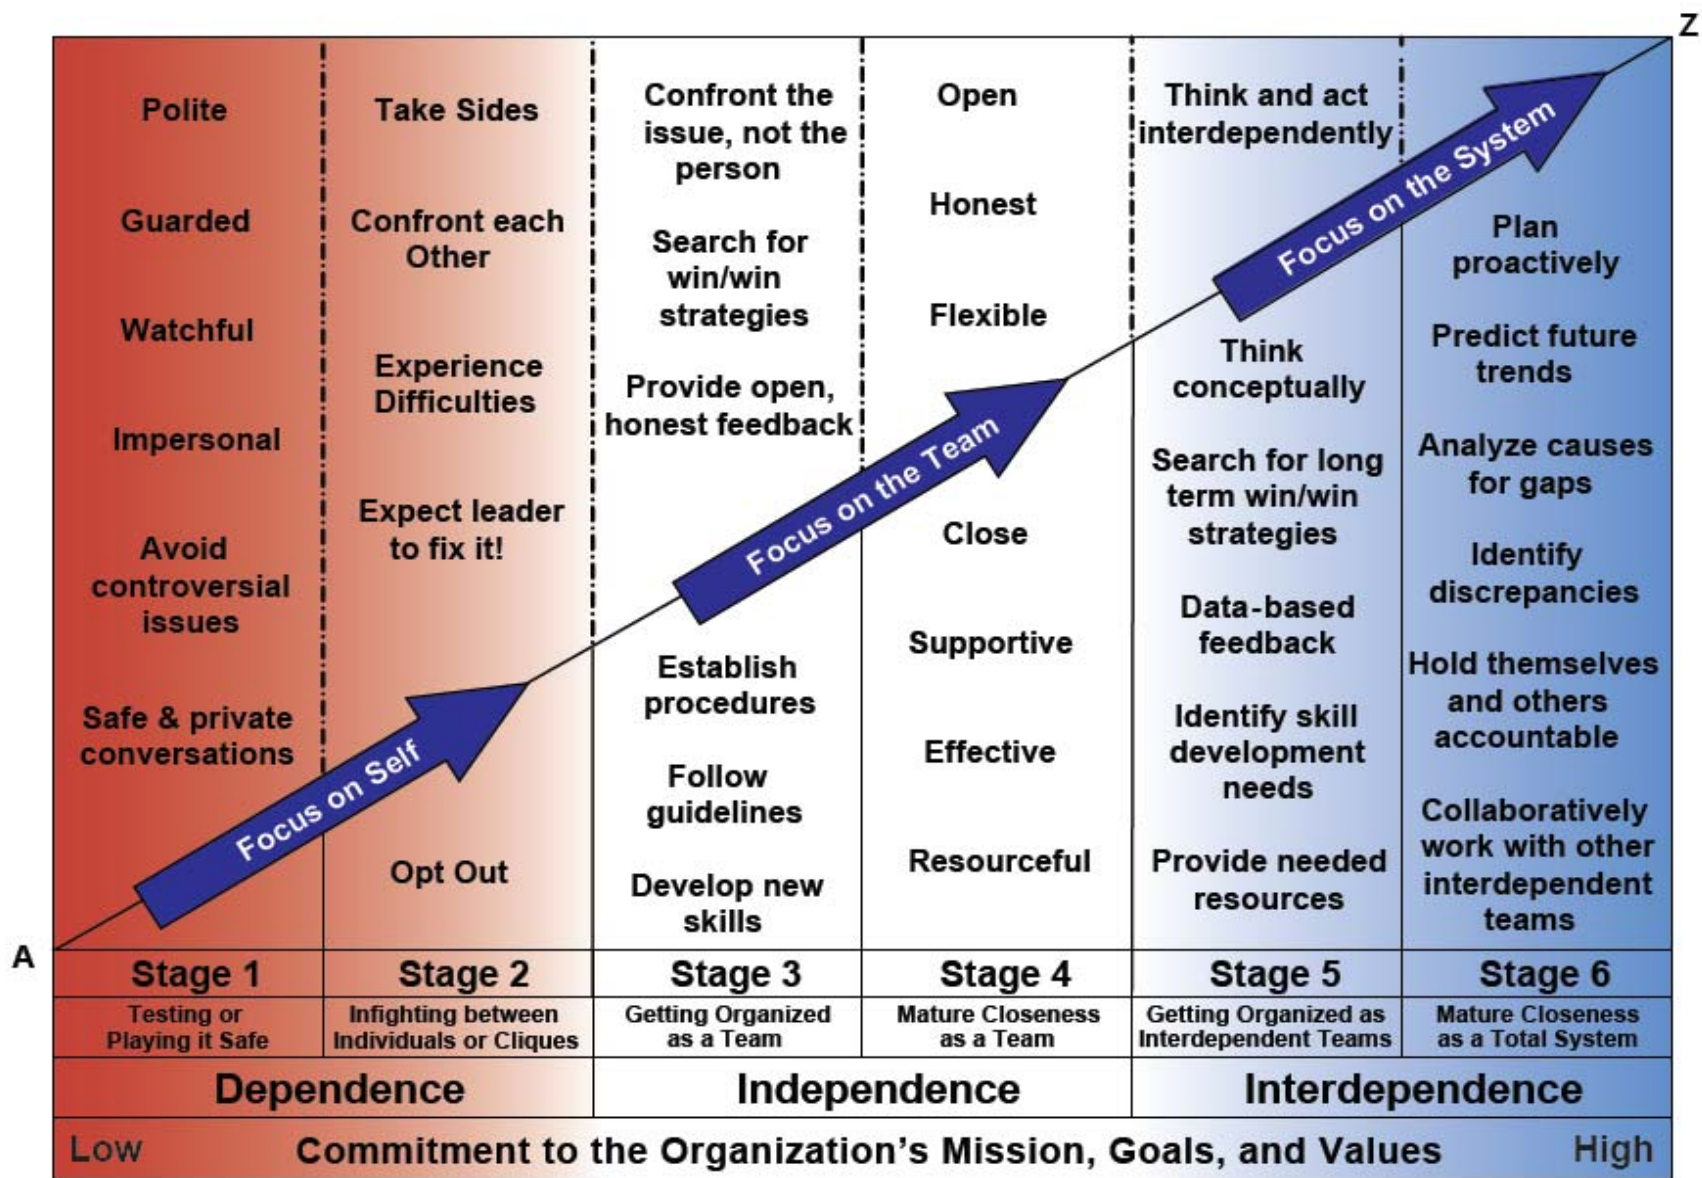 Z
Polite
Guarded
Watchful
Impersonal
Avoid
controversial
issues
Safe & private
conversations
Take Sides
Confront each
Other
Experience
Difficulties
Expect leader
to fix it!
Opt Out
Focus on Self
Confront the
issue, not the
person
Search for
win/win
strategies
Provide open,
honest feedback
Establish
procedures
Follow
guidelines
Develop new
skills
Focus on the Team
Open
Honest
Flexible
Close
Supportive
Effective
Resourceful
Think and act
interdependently
Think
conceptually
Search for long
term win/win
strategies
Data-based
feedback
Identify skill
development
needs
Provide needed
resources
Focus on the System
Plan
proactively
Predict future
trends
Analyze causes
for gaps
Identify
discrepancies
Hold themselves
and others
accountable
Collaboratively
work with other
interdependent
teams
A
Stage 1
Stage 2
Stage 3
Stage 4
Stage 5
Stage 6
Testing or
Playing it Safe
Infighting between
Individuals or Cliques
Getting Organized
as a Team
Mature Closeness
as a Team
Getting Organized as
Interdependent Teams
Mature Closeness
as a Total System
Dependence
Independence
Interdependence
Low
Commitment to the Organization's Mission, Goals, and Values
High